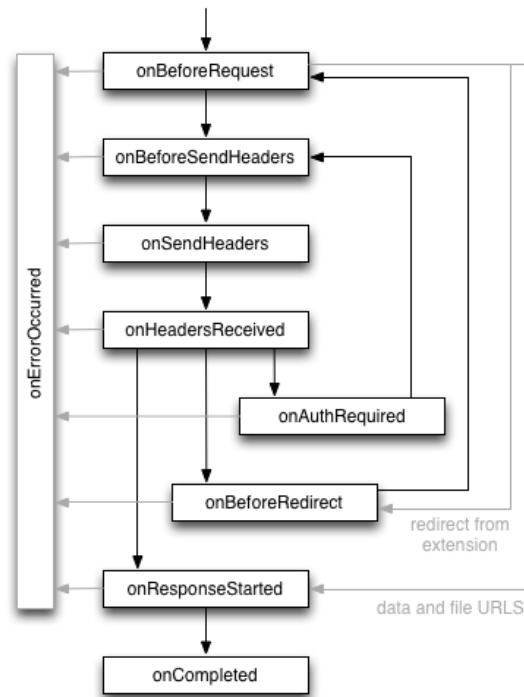 onBeforeRequest
onBeforeSendHeaders
onSendHeaders
onErrorOccurred
onHeadersReceived
onAuthRequired
onBeforeRedirect
redirect from
extension
onResponseStarted
data and file URLS
onCompleted